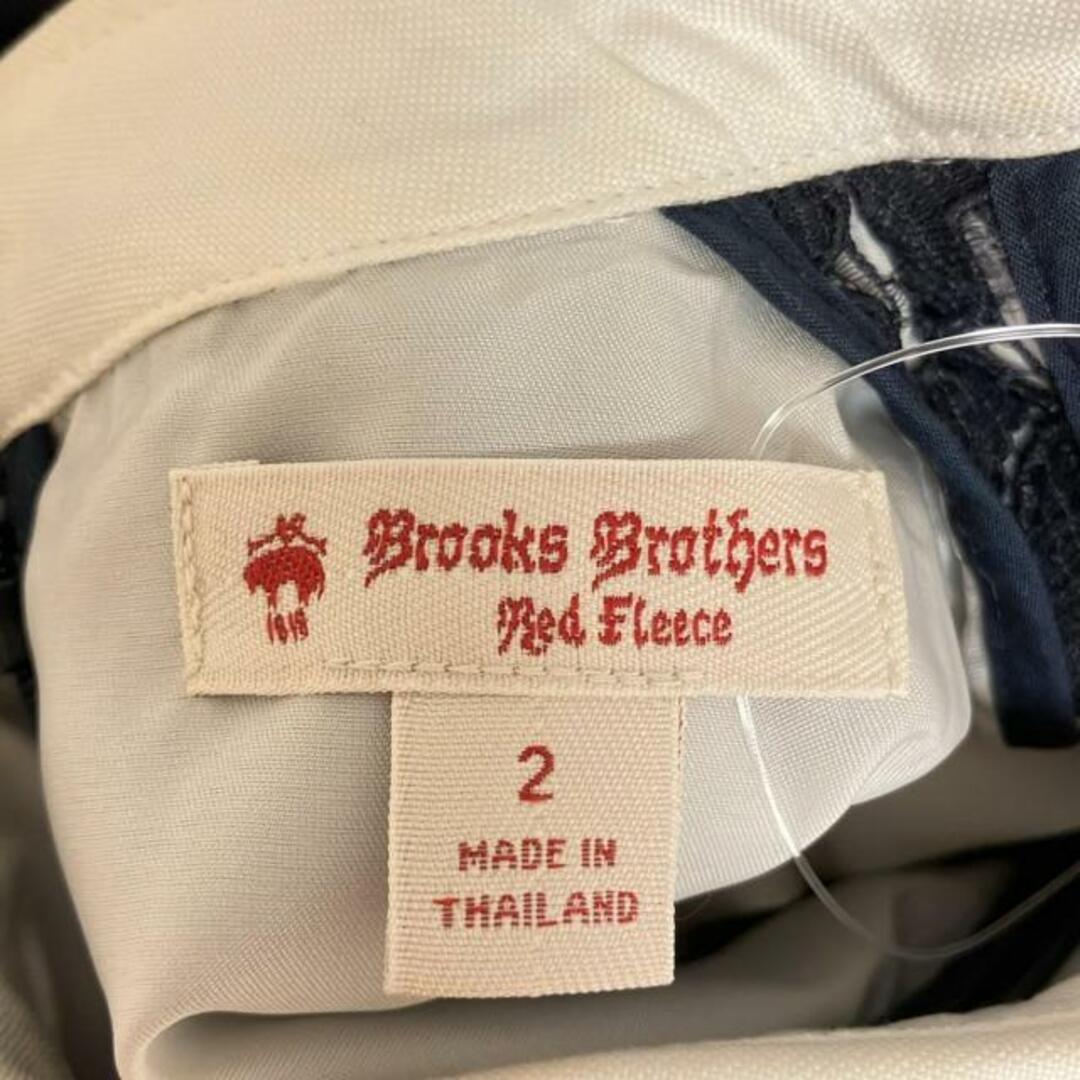 Brooks Brothers
Red Fleece
1818
2
MADE IN
THAILAND